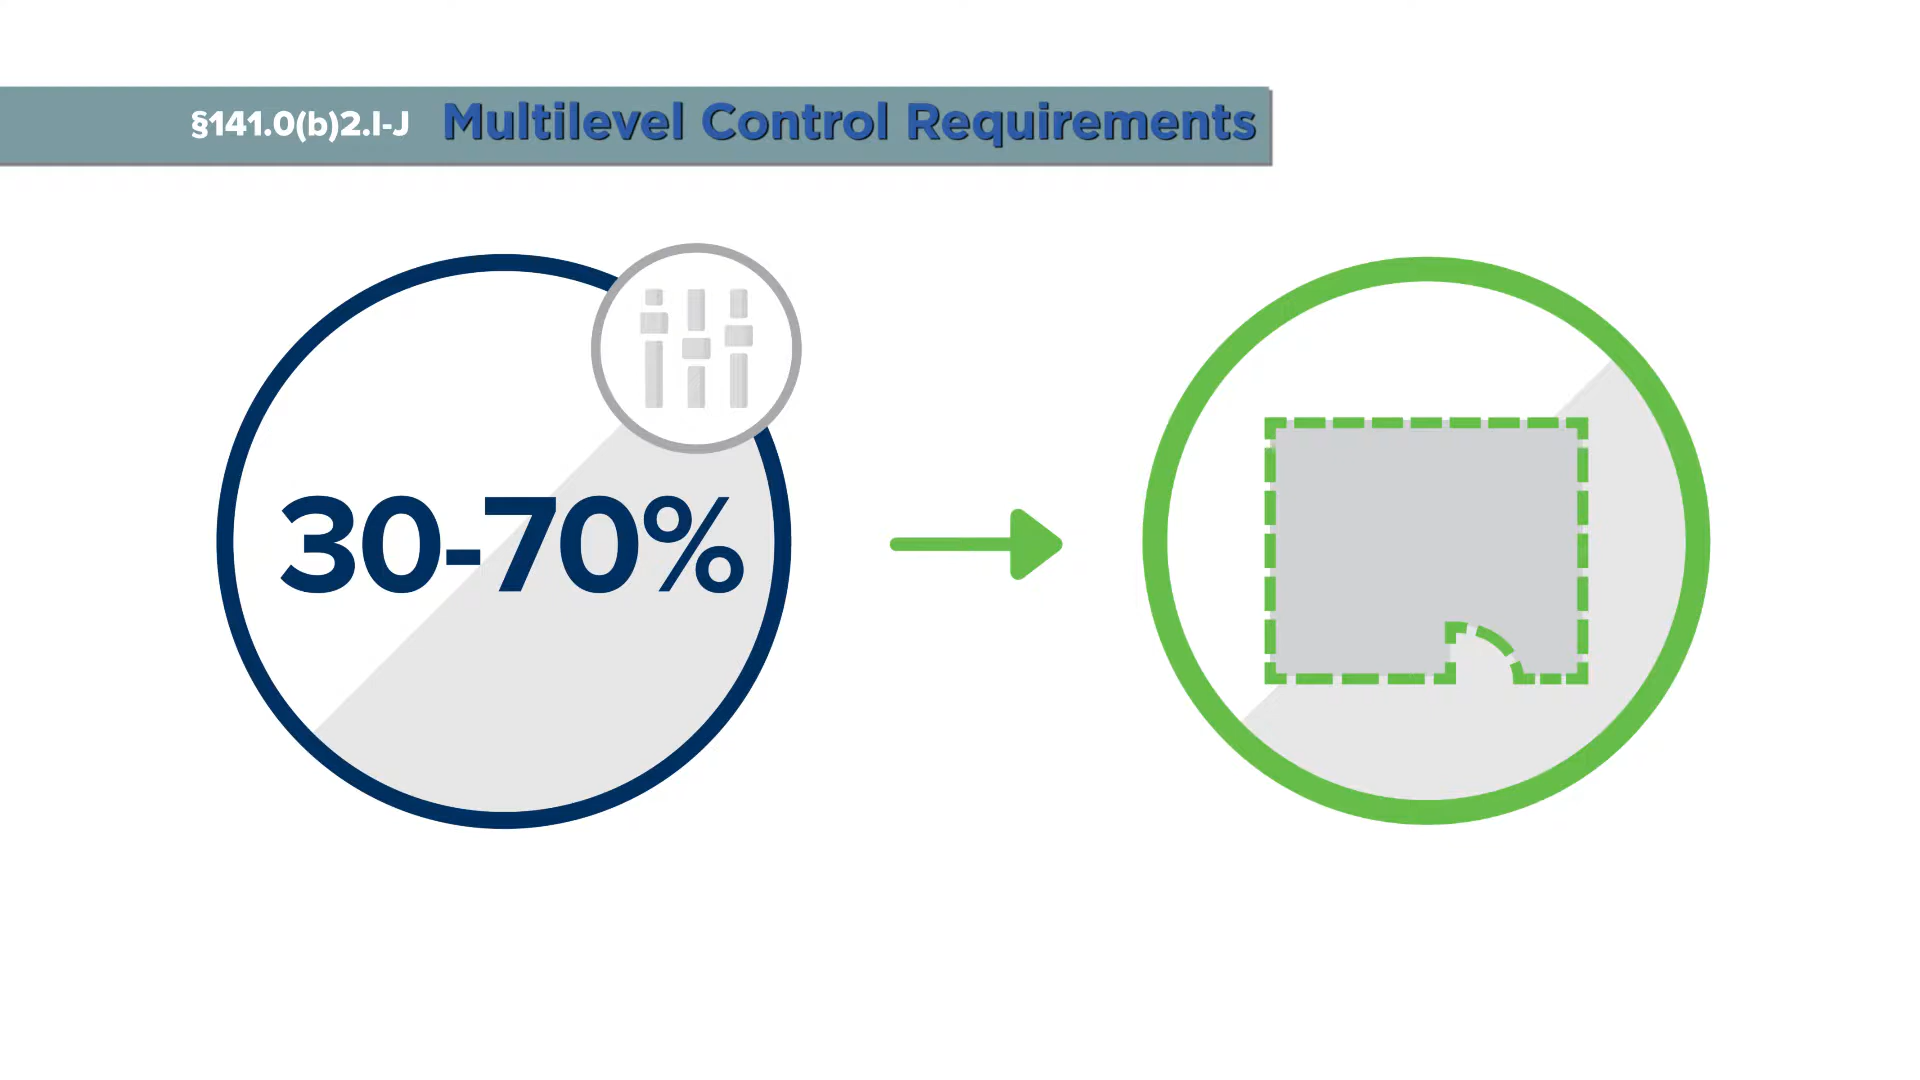 §141.0(b)2.I-J Multilevel Control Requirements
30-70%